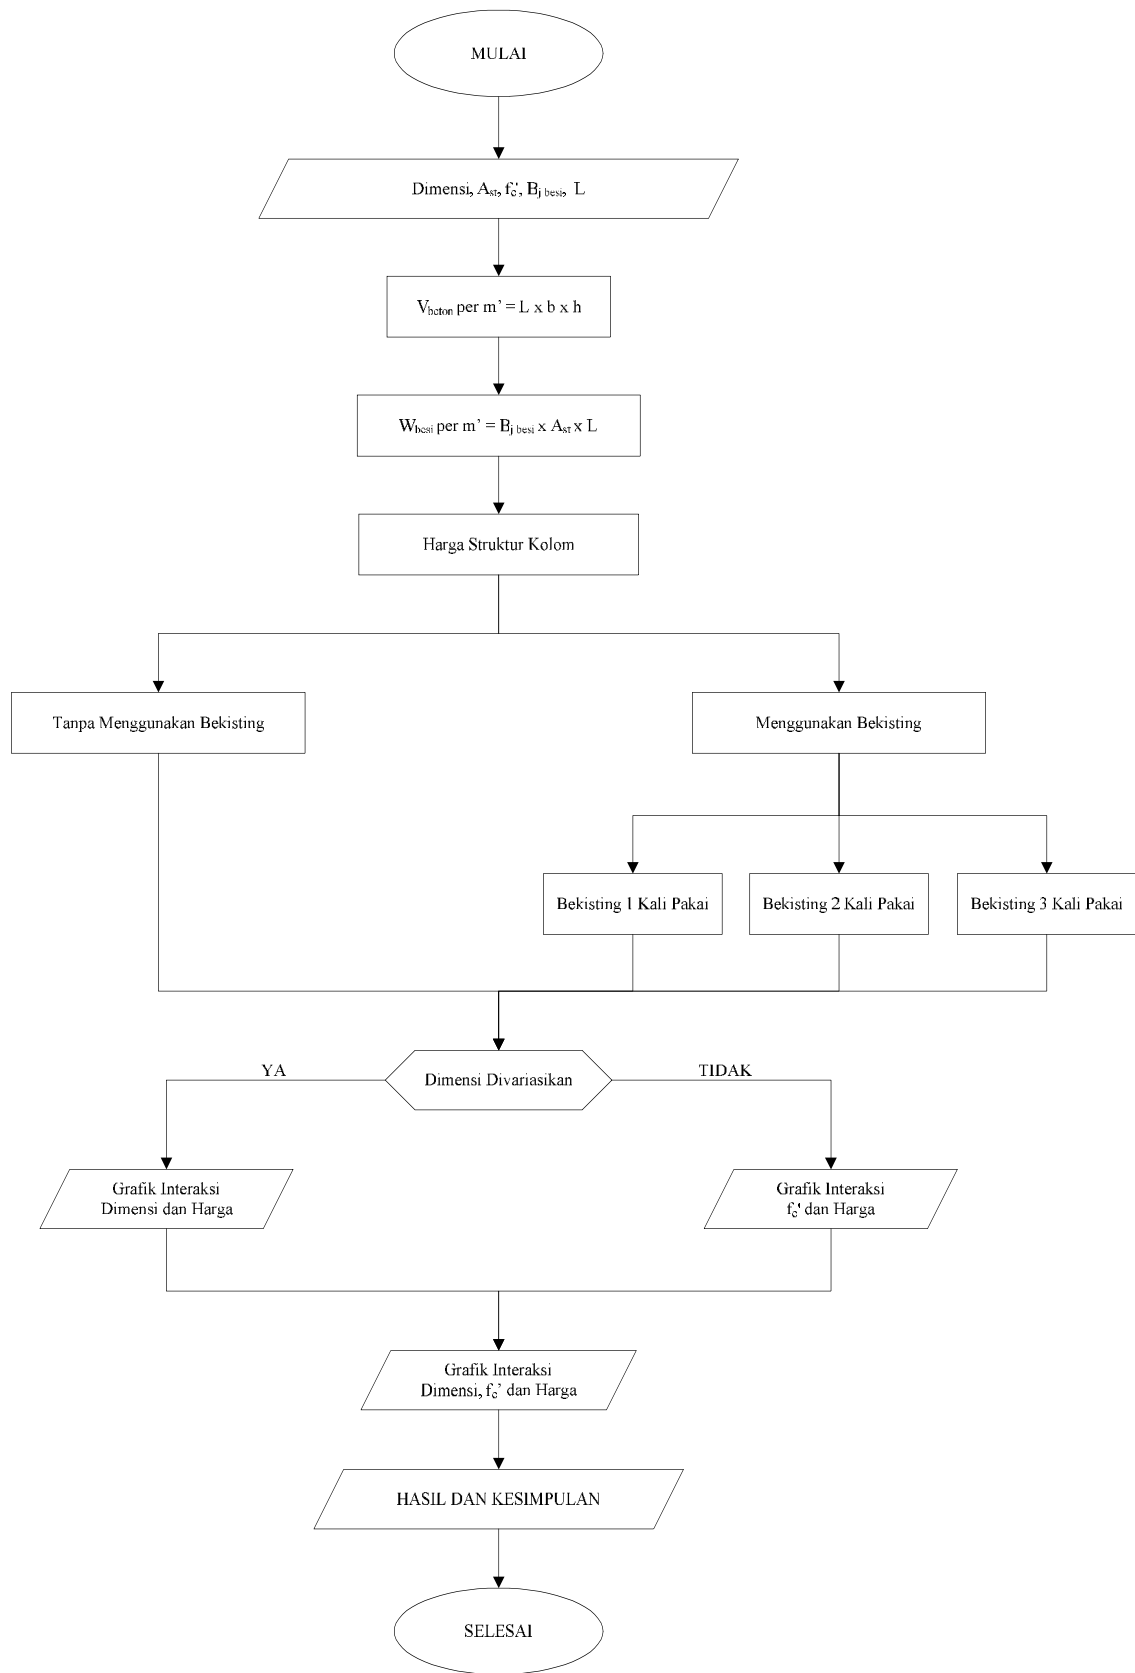 MULAI
Dimensi, Aₛₜ, f꜀', Bⱼ besi, L
Vbeton per m’ = L x b x h
Wbesi per m’ = Bj besi x Ast x L
Harga Struktur Kolom
Tanpa Menggunakan Bekisting
Menggunakan Bekisting
Bekisting 1 Kali Pakai
Bekisting 2 Kali Pakai
Bekisting 3 Kali Pakai
Dimensi Divariasikan
YA
TIDAK
Grafik Interaksi
Dimensi dan Harga
Grafik Interaksi
fc' dan Harga
Grafik Interaksi
Dimensi, fc’ dan Harga
HASIL DAN KESIMPULAN
SELESAI